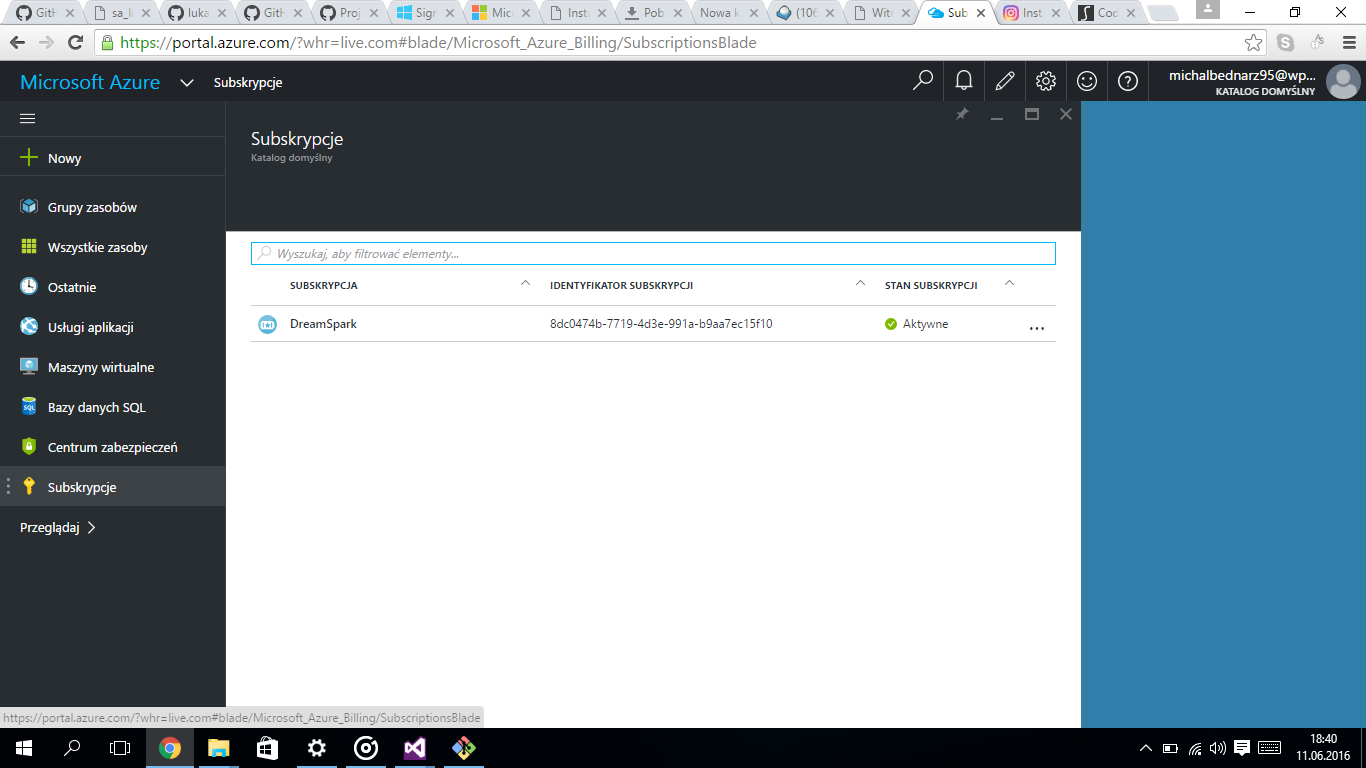 GitH
sa_li
luka
GitH
Proj
Sign
Micr
Insti
Pob
Nowa k
(106
Witu
Sub
Inst
Coc
https://portal.azure.com/?whr=live.com#blade/Microsoft_Azure_Billing/SubscriptionsBlade
Microsoft Azure
Subskrypcje
michalbednarz95@wp...
KATALOG DOMYŚLNY
Nowy
Grupy zasobów
Wszystkie zasoby
Ostatnie
Usługi aplikacji
Maszyny wirtualne
Bazy danych SQL
Centrum zabezpieczeń
Subskrypcje
Przeglądaj
Subskrypcje
Katalog domyślny
Wyszukaj, aby filtrować elementy...
SUBSKRYPCJA IDENTYFIKATOR SUBSKRYPCJI STAN SUBSKRYPCJI
DreamSpark 8dc0474b-7719-4d3e-991a-b9aa7ec15f10 Aktywne ...
https://portal.azure.com/?whr=live.com#blade/Microsoft_Azure_Billing/SubscriptionsBlade
18:40
11.06.2016